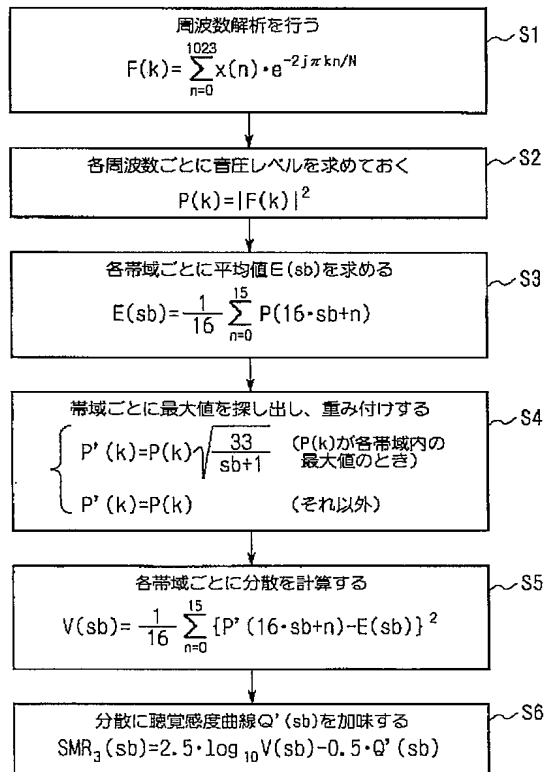 周波数解析を行う
F(k)=∑[n=0, 1023] x(n)・e^{-2jπkn/N}
S1
各周波数ごとに音圧レベルを求めておく
P(k)=|F(k)|^2
S2
各帯域ごとに平均値E(sb)を求める
E(sb)=1/16 ∑[n=0, 15] P(16・sb+n)
S3
帯域ごとに最大値を探し出し、重み付けする
P'(k)=P(k)√(33/(sb+1)) (P(k)が各帯域内の
最大値のとき)
P'(k)=P(k) (それ以外)
S4
各帯域ごとに分散を計算する
V(sb)=1/16 ∑[n=0, 15] {P'(16・sb+n)-E(sb)}^2
S5
分散に聴覚感度曲線Q'(sb)を加味する
SMR_3(sb)=2.5・log_10V(sb)-0.5・Q'(sb)
S6